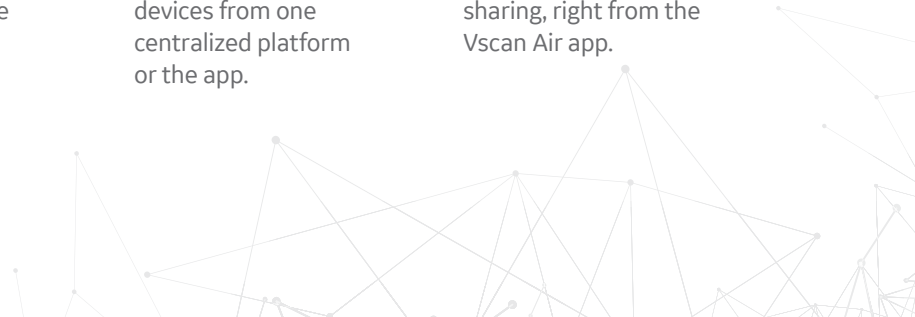 e
devices from one
centralized platform
or the app.
sharing, right from the
Vscan Air app.